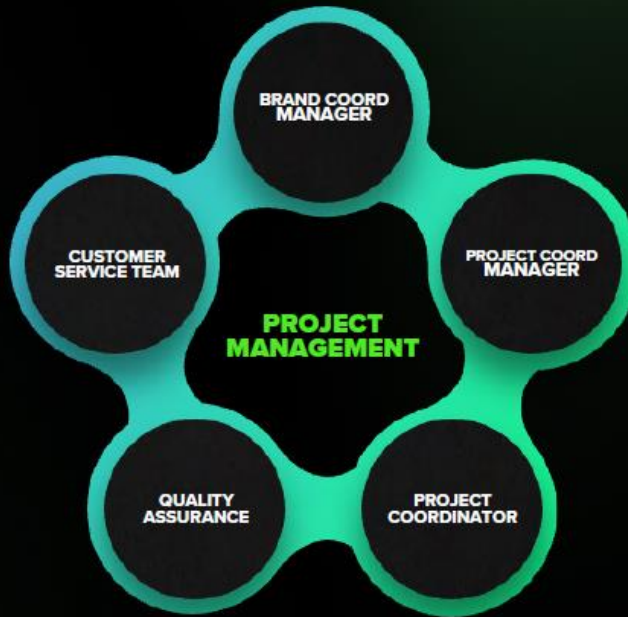 BRAND COORD
MANAGER
CUSTOMER
SERVICE TEAM
PROJECT COORD
MANAGER
PROJECT
MANAGEMENT
QUALITY
ASSURANCE
PROJECT
COORDINATOR